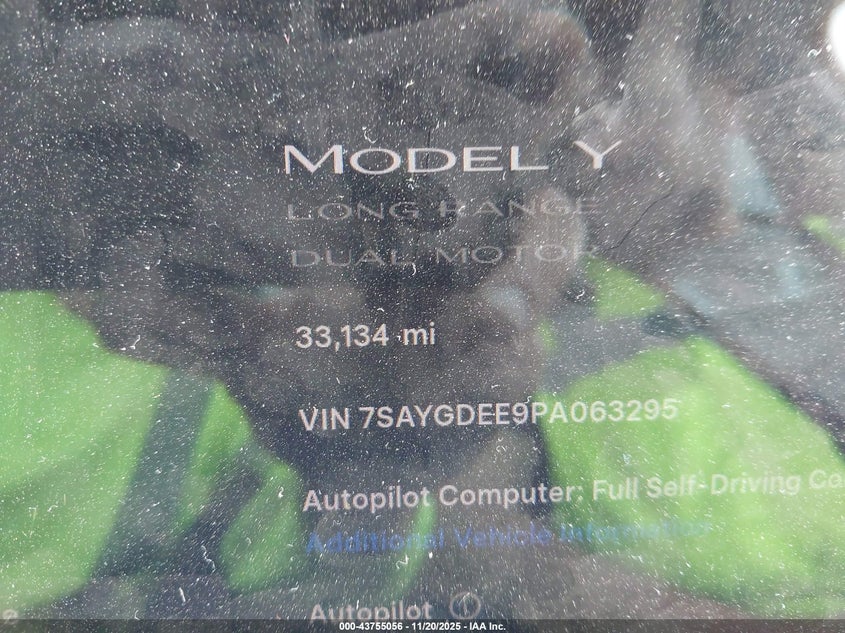 MODEL Y
LONG RANGE
DUAL MOTOR
33,134 mi
VIN 7SAYGDEE9PA063295
Autopilot Computer: Full Self-Driving Ca
Additional Vehicle Information
Autopilot ⓘ
e
000-43755056 - 11/20/2025 - IAA Inc.